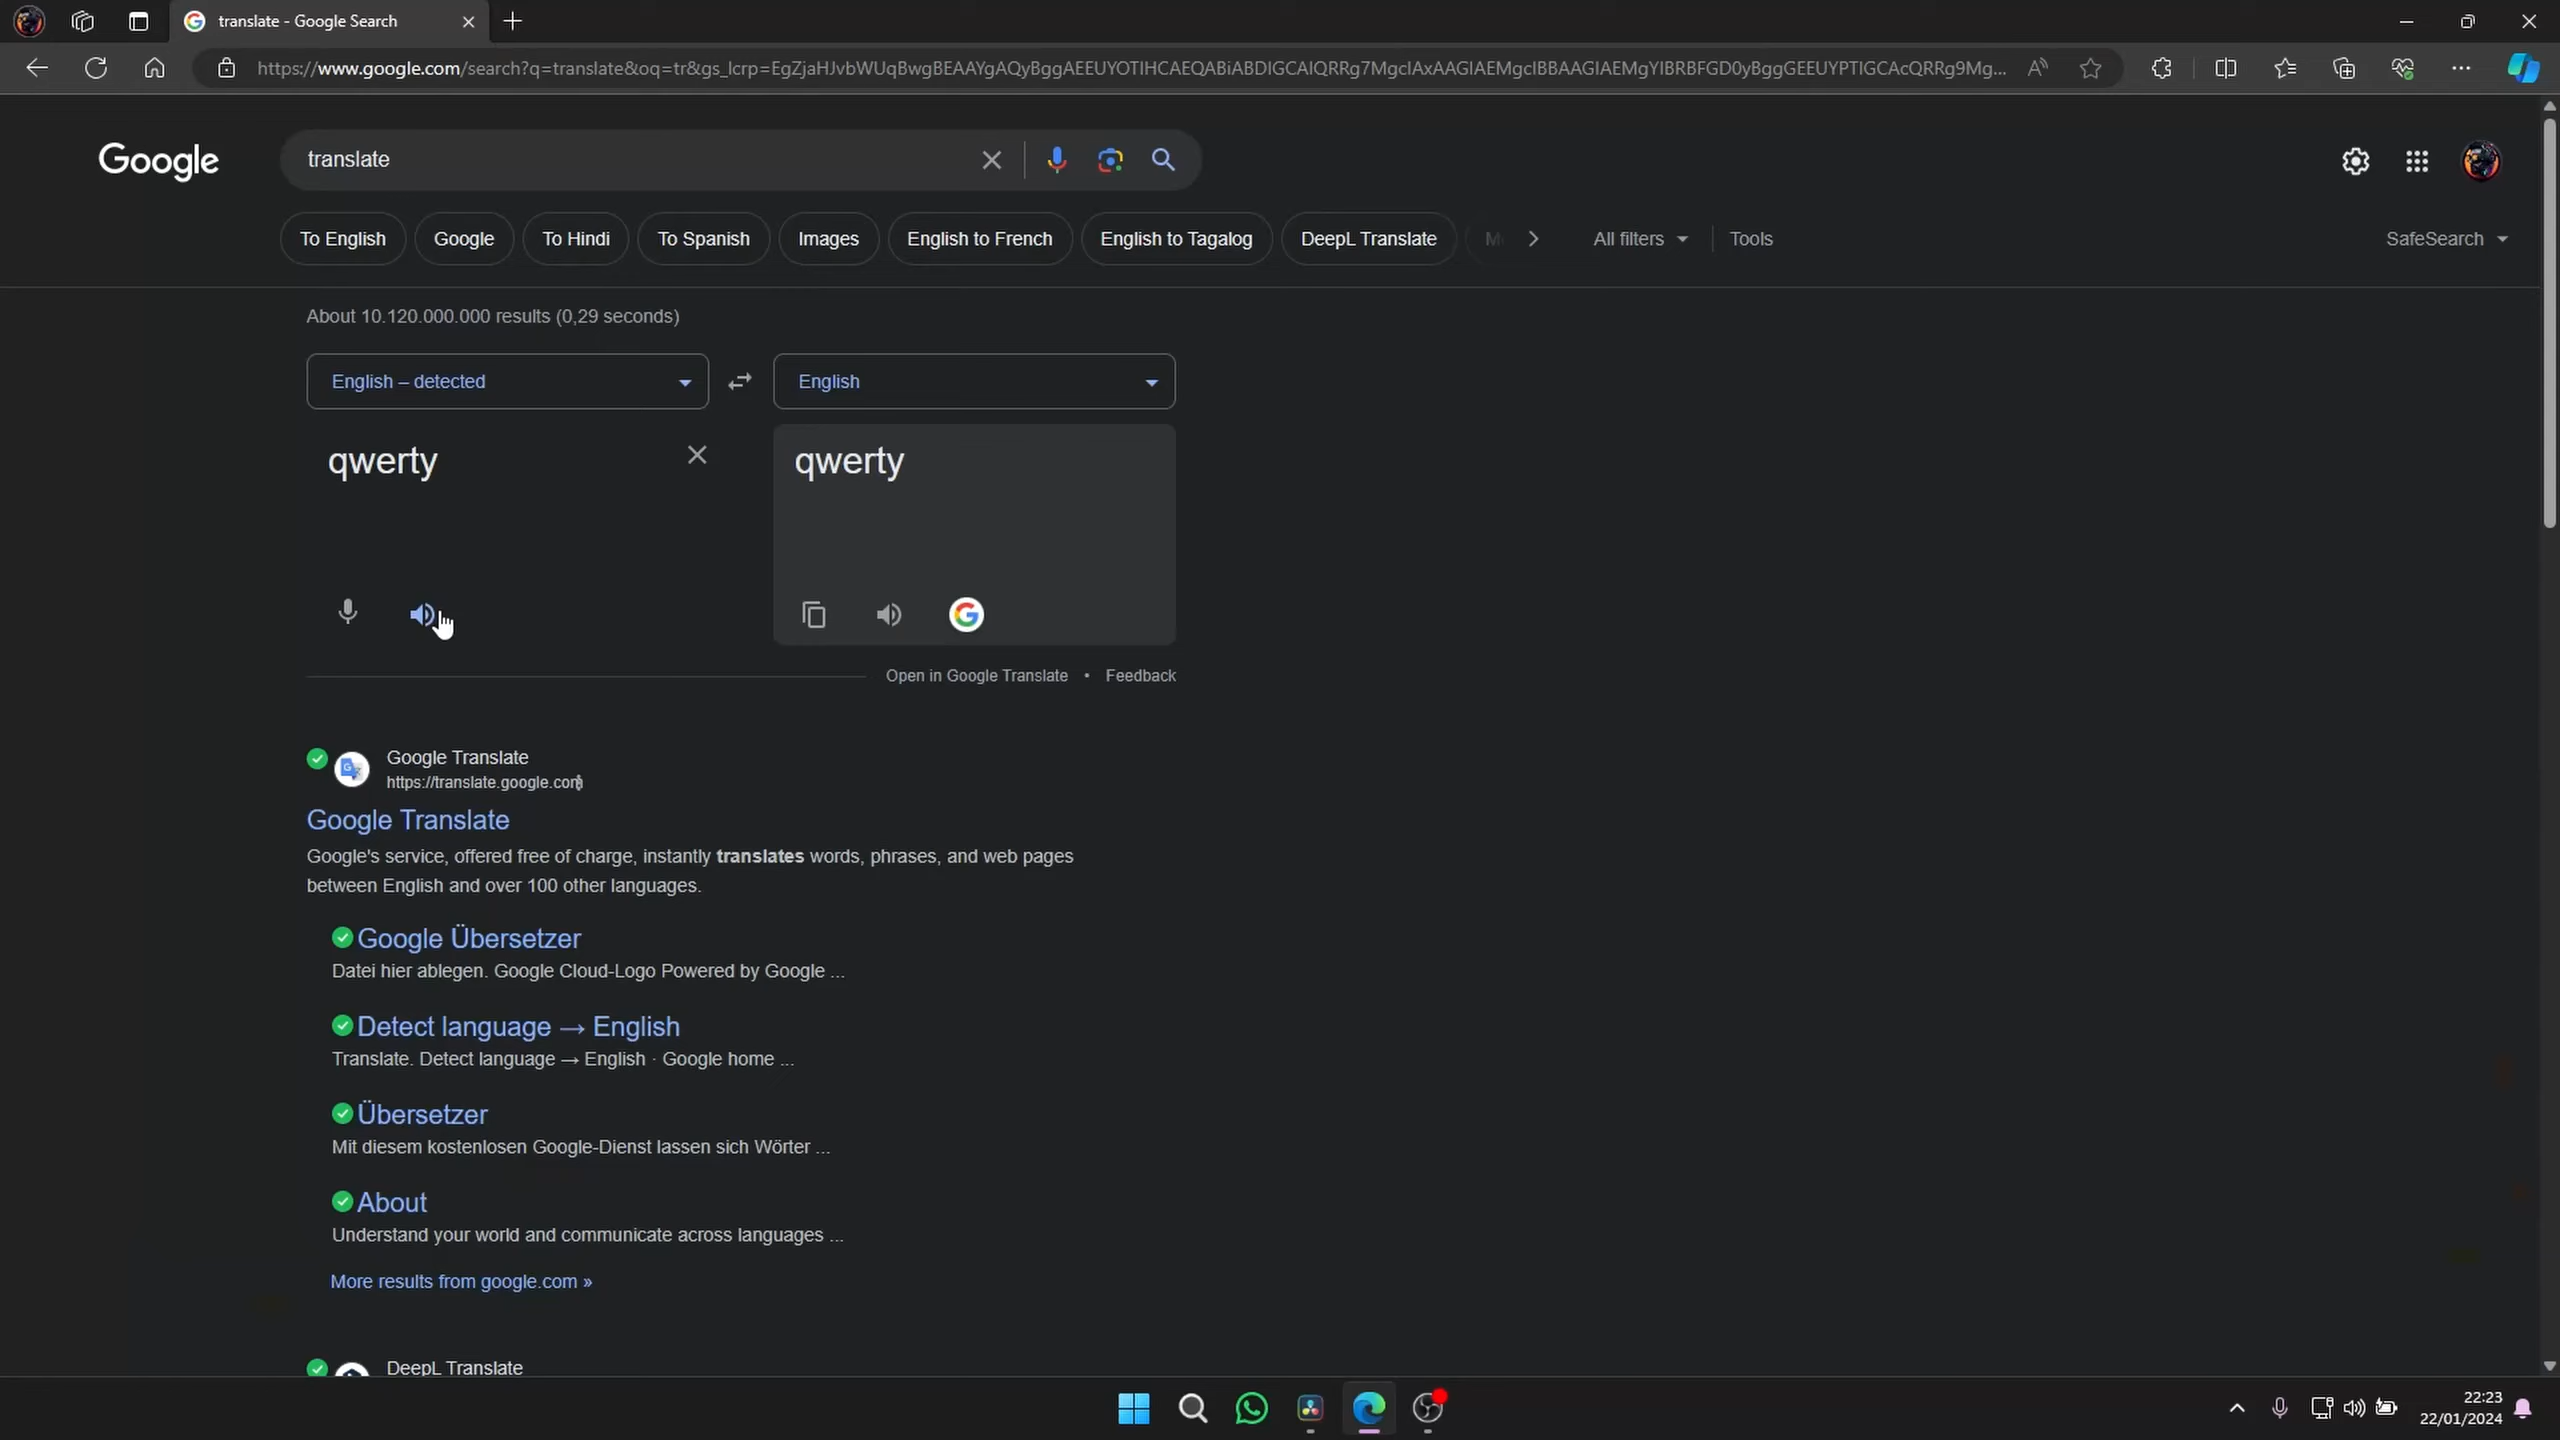 translate - Google Search
https://www.google.com/search?q=translate&oq=tr&gs_lcrp=EgZjaHJvbWUqBwgBEAAYgAQyBggAEEUYOTIHCAEQABiABDIGCAIQRRg7MgcIAxAAGIAEMgcIBBAAGIAEMgYIBRBFGD0yBggGEEUYPTIGCAcQRRg9Mg...
Google
translate
To English
Google
To Hindi
To Spanish
Images
English to French
English to Tagalog
DeepL Translate
All filters
Tools
SafeSearch
About 10.120.000.000 results (0,29 seconds)
English – detected
English
qwerty
qwerty
Open in Google Translate • Feedback
Google Translate
https://translate.google.com
Google Translate
Google's service, offered free of charge, instantly translates words, phrases, and web pages
between English and over 100 other languages.
Google Übersetzer
Datei hier ablegen. Google Cloud-Logo Powered by Google ...
Detect language → English
Translate. Detect language → English · Google home ...
Übersetzer
Mit diesem kostenlosen Google-Dienst lassen sich Wörter ...
About
Understand your world and communicate across languages ...
More results from google.com »
DeepL Translate
22:23
22/01/2024